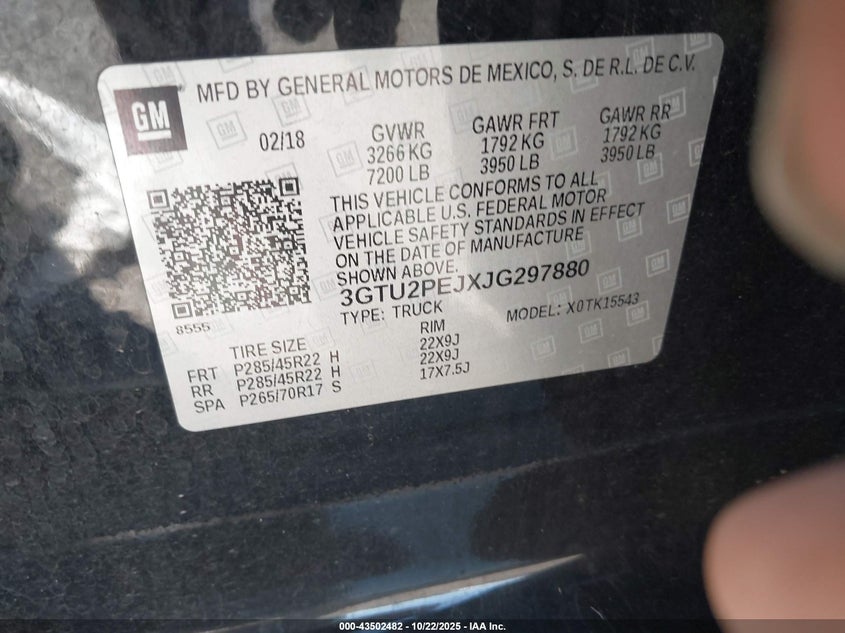 MFD BY GENERAL MOTORS DE MEXICO, S. DE R.L. DE C.V.
GM
02/18
GVWR
3266 KG
7200 LB
GAWR FRT
1792 KG
3950 LB
GAWR RR
1792 KG
3950 LB
THIS VEHICLE CONFORMS TO ALL
APPLICABLE U.S. FEDERAL MOTOR
VEHICLE SAFETY STANDARDS IN EFFECT
ON THE DATE OF MANUFACTURE
SHOWN ABOVE.
3GTU2PEJXJG297880
TYPE: TRUCK
MODEL: X0TK15543
8555
TIRE SIZE RIM
FRT P285/45R22 H 22X9J
RR P285/45R22 H 22X9J
SPA P265/70R17 S 17X7.5J
000-43502482 - 10/22/2025 - IAA Inc.